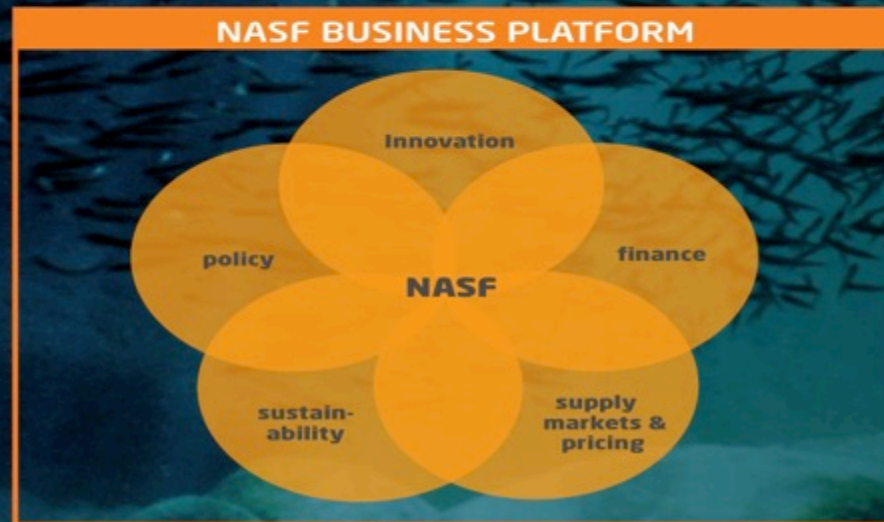 NASF BUSINESS PLATFORM
Innovation
policy
finance
NASF
sustain-
ability
supply
markets &
pricing